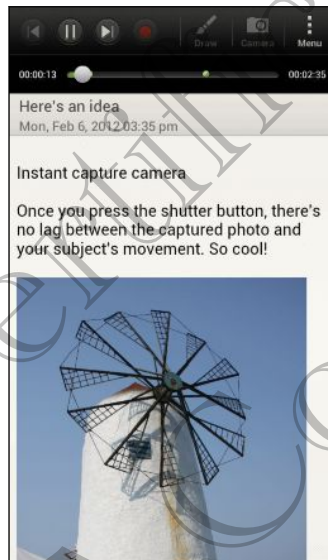 Draw
Camera
Menu
00:00:13
00:02:35
Here's an idea
Mon, Feb 6, 2012 03:35 pm
Instant capture camera
Once you press the shutter button, there's
no lag between the captured photo and
your subject's movement. So cool!